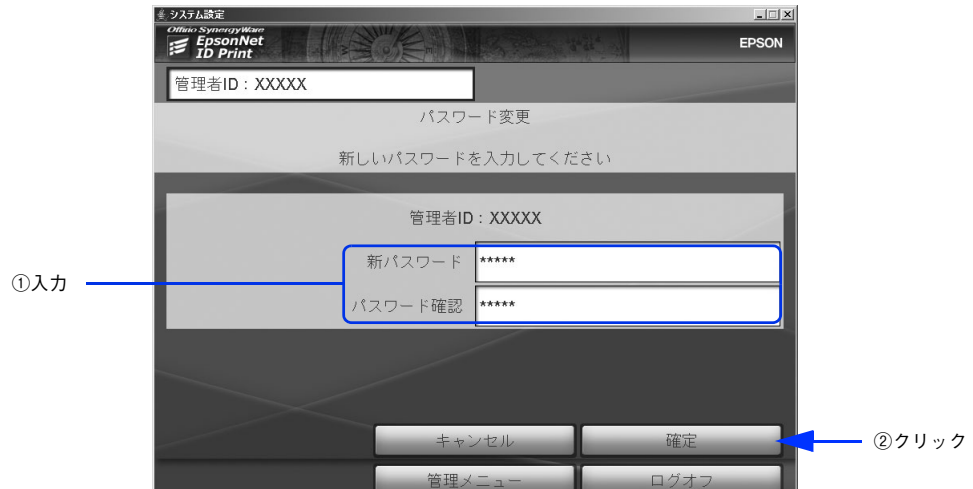 システム設定
Offirio SynergyWare
EpsonNet
ID Print
EPSON
管理者ID：XXXXX
パスワード変更
新しいパスワードを入力してください
管理者ID：XXXXX
新パスワード *****
①入力
パスワード確認 *****
キャンセル 確定
②クリック
管理メニュー ログオフ